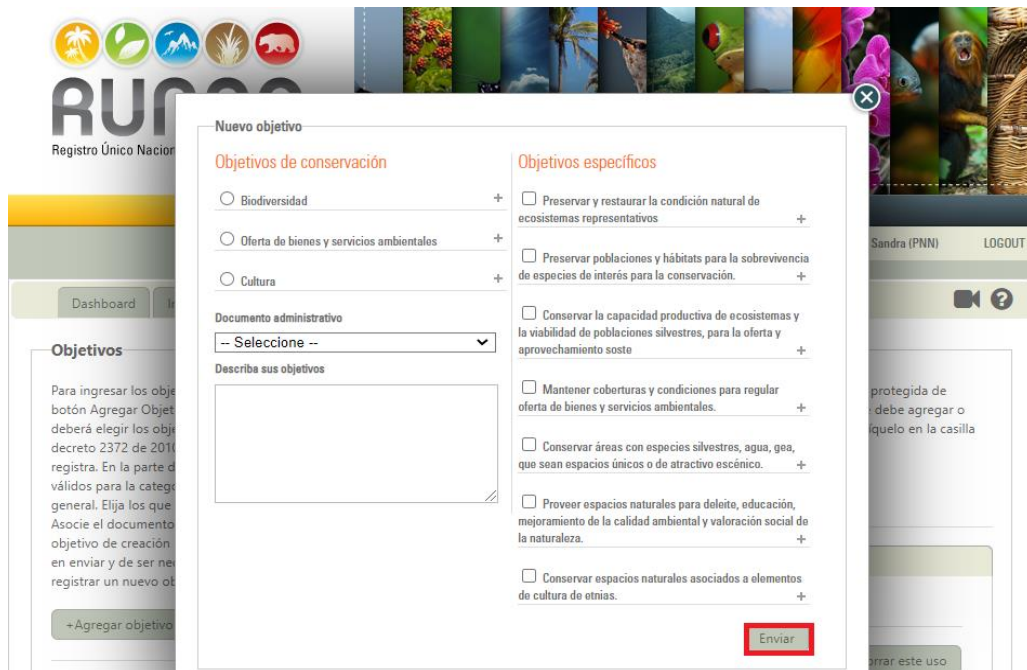 Registro Único Nacion
Sandra (PNN)
LOGOUT
Dashboard
Objetivos
Para ingresar los obje
botón Agregar Objet
deberá elegir los obje
decreto 2372 de 2010
registra. En la parte d
válidos para la catego
general. Elija los que
Asocie el documento
objetivo de creación
en enviar y de ser ne
registrar un nuevo ob
+Agregar objetivo
Nuevo objetivo
Objetivos de conservación
Biodiversidad +
Oferta de bienes y servicios ambientales +
Cultura +
Documento administrativo
-- Seleccione --
Describa sus objetivos
Objetivos específicos
Preservar y restaurar la condición natural de
ecosistemas representativos +
Preservar poblaciones y hábitats para la sobrevivencia
de especies de interés para la conservación. +
Conservar la capacidad productiva de ecosistemas y
la viabilidad de poblaciones silvestres, para la oferta y
aprovechamiento soste +
Mantener coberturas y condiciones para regular
oferta de bienes y servicios ambientales. +
Conservar áreas con especies silvestres, agua, gea,
que sean espacios únicos o de atractivo escénico. +
Proveer espacios naturales para deleite, educación,
mejoramiento de la calidad ambiental y valoración social de
la naturaleza. +
Conservar espacios naturales asociados a elementos
de cultura de etnias. +
Enviar
protegida de
debe agregar o
íquelo en la casilla
rrar este uso